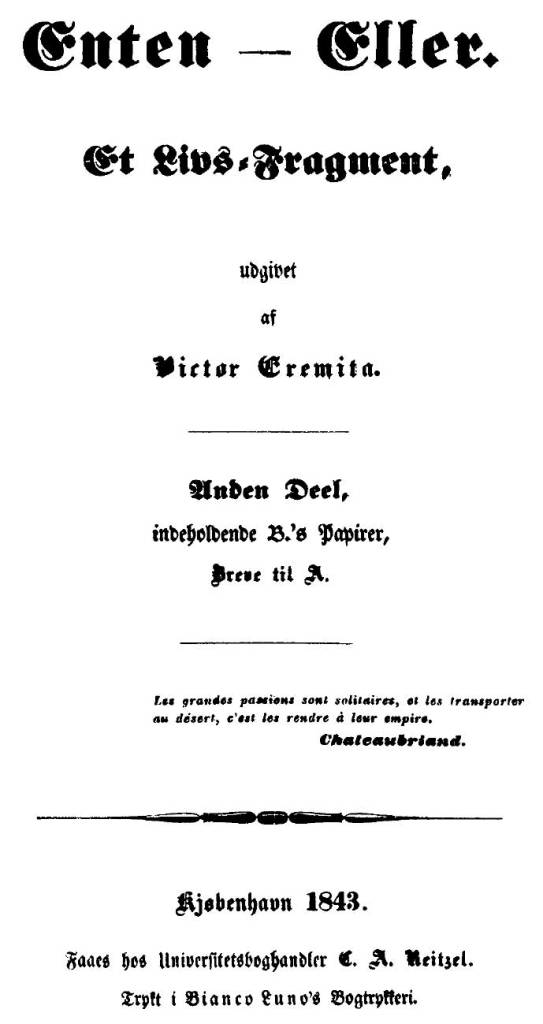 Enten — Eller.
Et Livs-Fragment,
udgivet
af
Victor Eremita.
Anden Deel,
indeholdende B.'s Papirer,
Breve til A.
Les grandes passions sont solitaires, et les transporter
au désert, c'est les rendre à leur empire.
Chateaubriand.
Kjøbenhavn 1843.
Faaes hos Universitetsboghandler C. A. Reitzel.
Trykt i Bianco Luno's Bogtrykkeri.